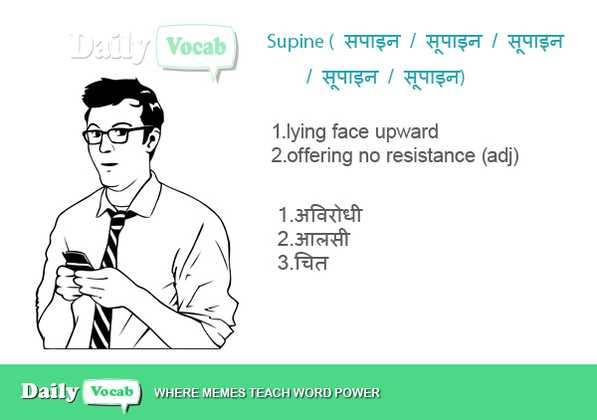 Daily Vocab
Supine ( सपाइन / सूपाइन / सूपाइन
/ सूपाइन / सूपाइन)
1.lying face upward
2.offering no resistance (adj)
1.अविरोधी
2.आलसी
3.चित
Daily Vocab WHERE MEMES TEACH WORD POWER